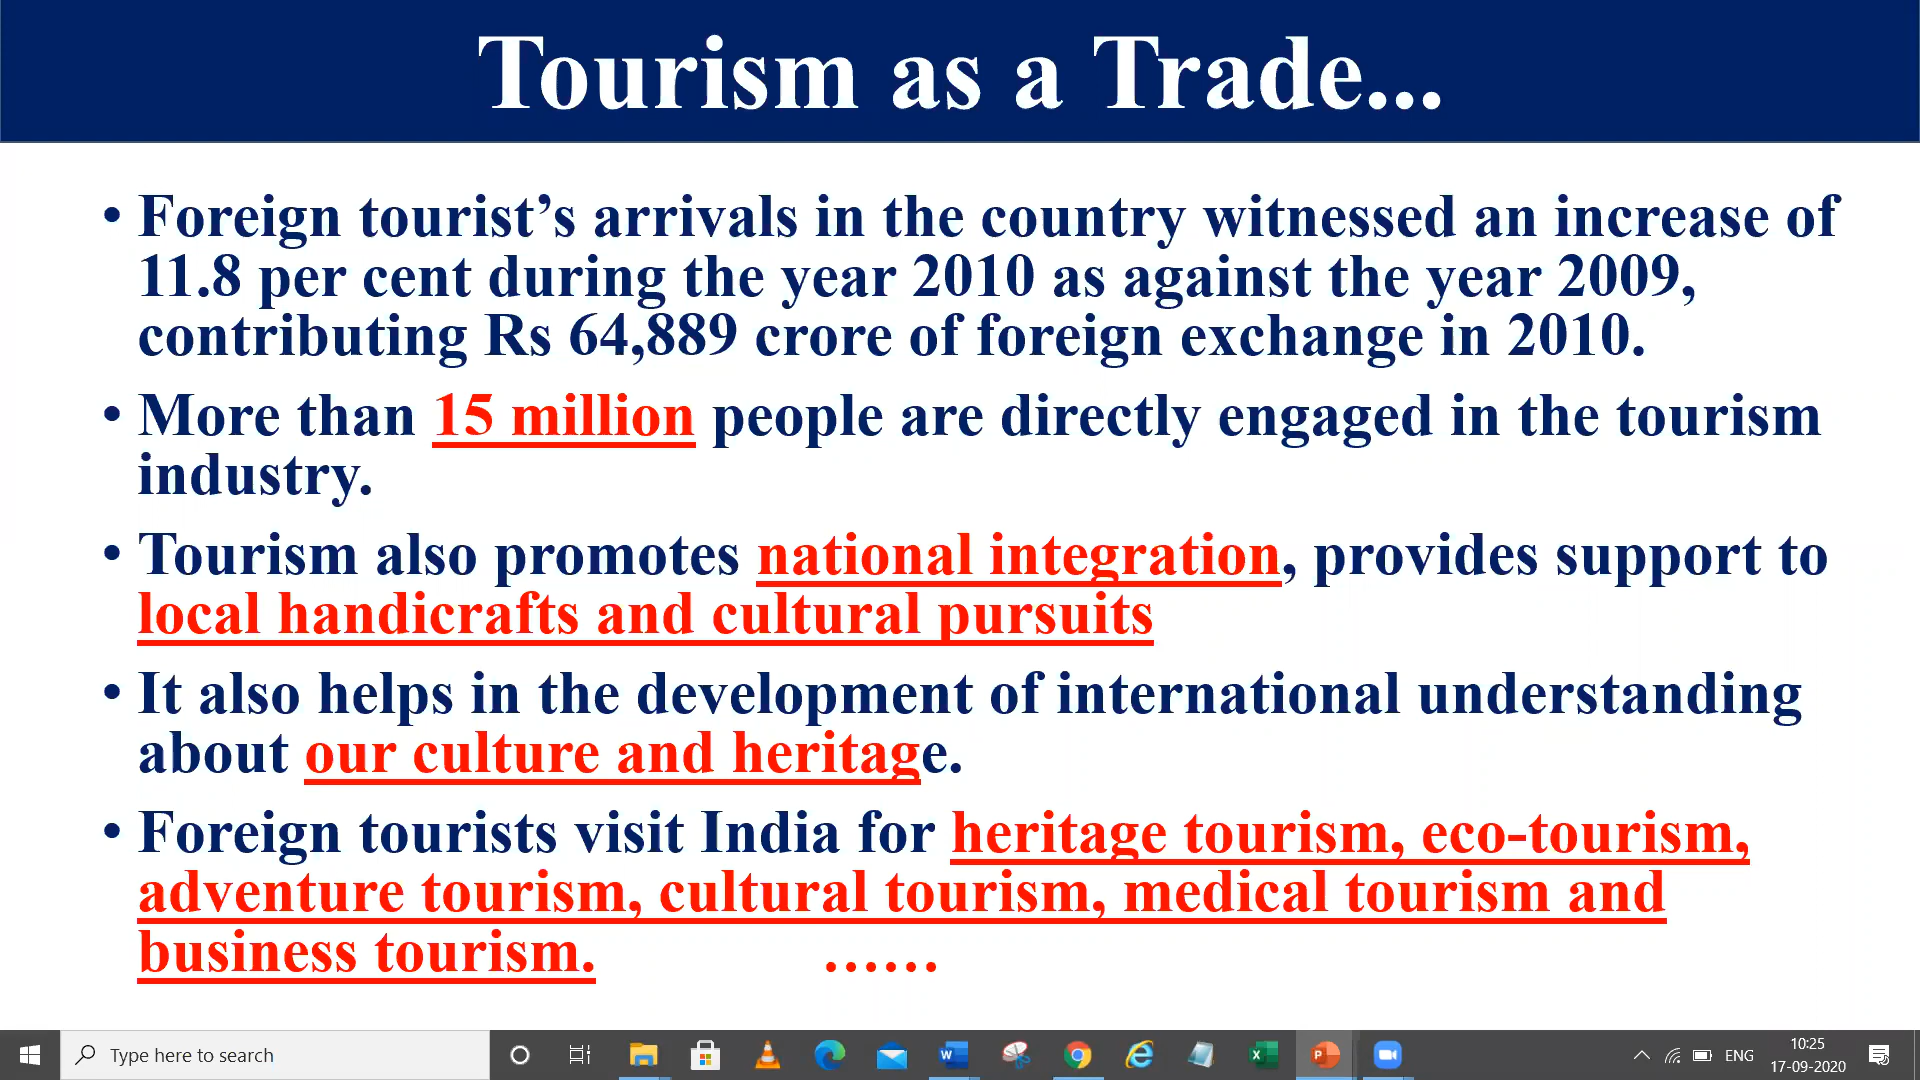 Tourism as a Trade...
• Foreign tourist’s arrivals in the country witnessed an increase of
11.8 per cent during the year 2010 as against the year 2009,
contributing Rs 64,889 crore of foreign exchange in 2010.
• More than 15 million people are directly engaged in the tourism
industry.
• Tourism also promotes national integration, provides support to
local handicrafts and cultural pursuits
• It also helps in the development of international understanding
about our culture and heritage.
• Foreign tourists visit India for heritage tourism, eco-tourism,
adventure tourism, cultural tourism, medical tourism and
business tourism. ......
Type here to search
ENG
10:25
17-09-2020